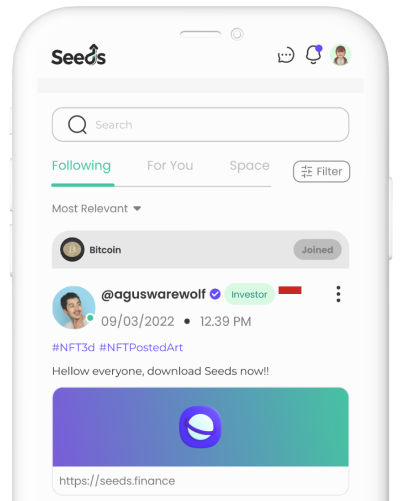 Seeds
Search
Following For You Space Filter
Most Relevant
Bitcoin Joined
@aguswarewolf Investor
09/03/2022 • 12.39 PM
#NFT3d #NFTPostedArt
Hellow everyone, download Seeds now!!
https://seeds.finance